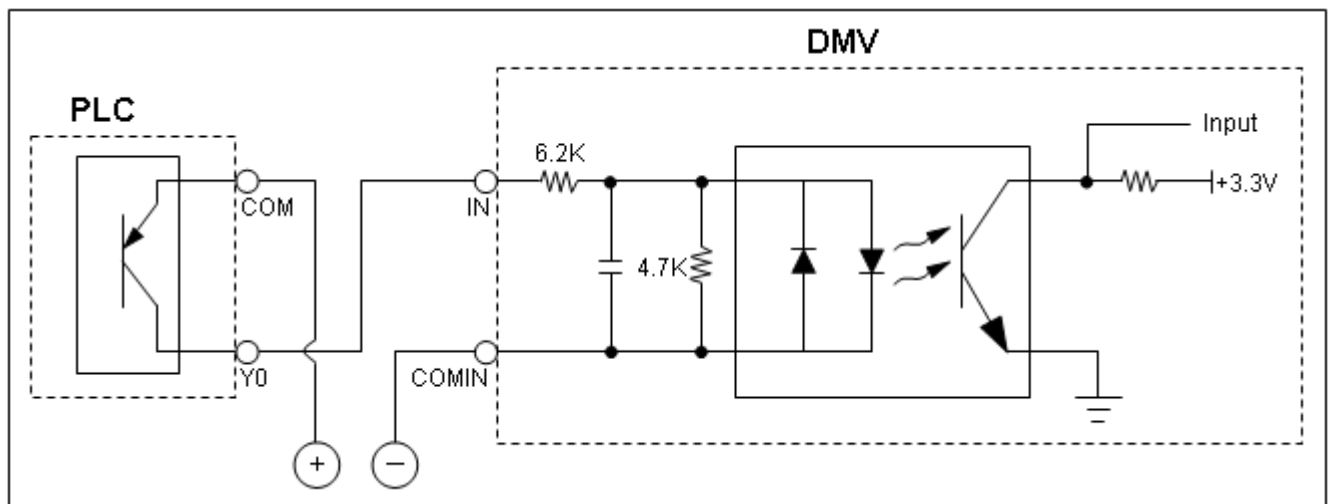 DMV
PLC
Input
6.2K
+3.3V
COM
IN
4.7K
Y0
COMIN
+
−